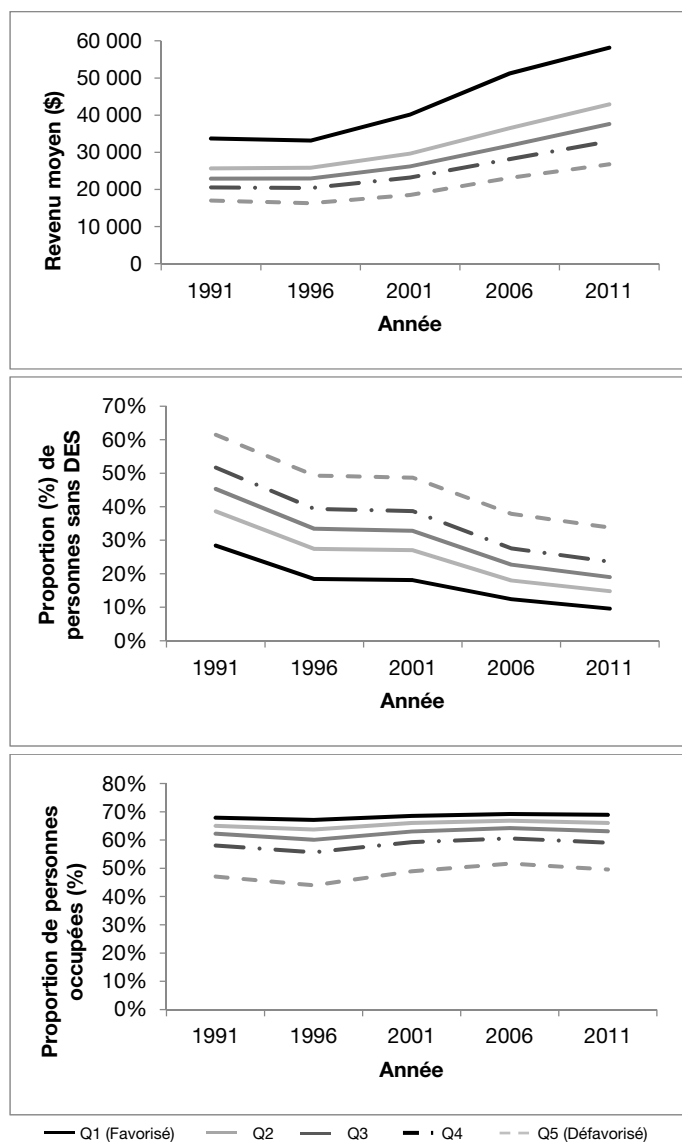 60 000
50 000
40 000
30 000
20 000
10 000
0
Revenu moyen ($)
1991 1996 2001 2006 2011
Année
70%
60%
50%
40%
30%
20%
10%
0%
Proportion (%) de
personnes sans DES
1991 1996 2001 2006 2011
Année
80%
70%
60%
50%
40%
30%
20%
10%
0%
Proportion de personnes
occupées (%)
1991 1996 2001 2006 2011
Année
Q1 (Favorisé) Q2 Q3 Q4 Q5 (Défavorisé)